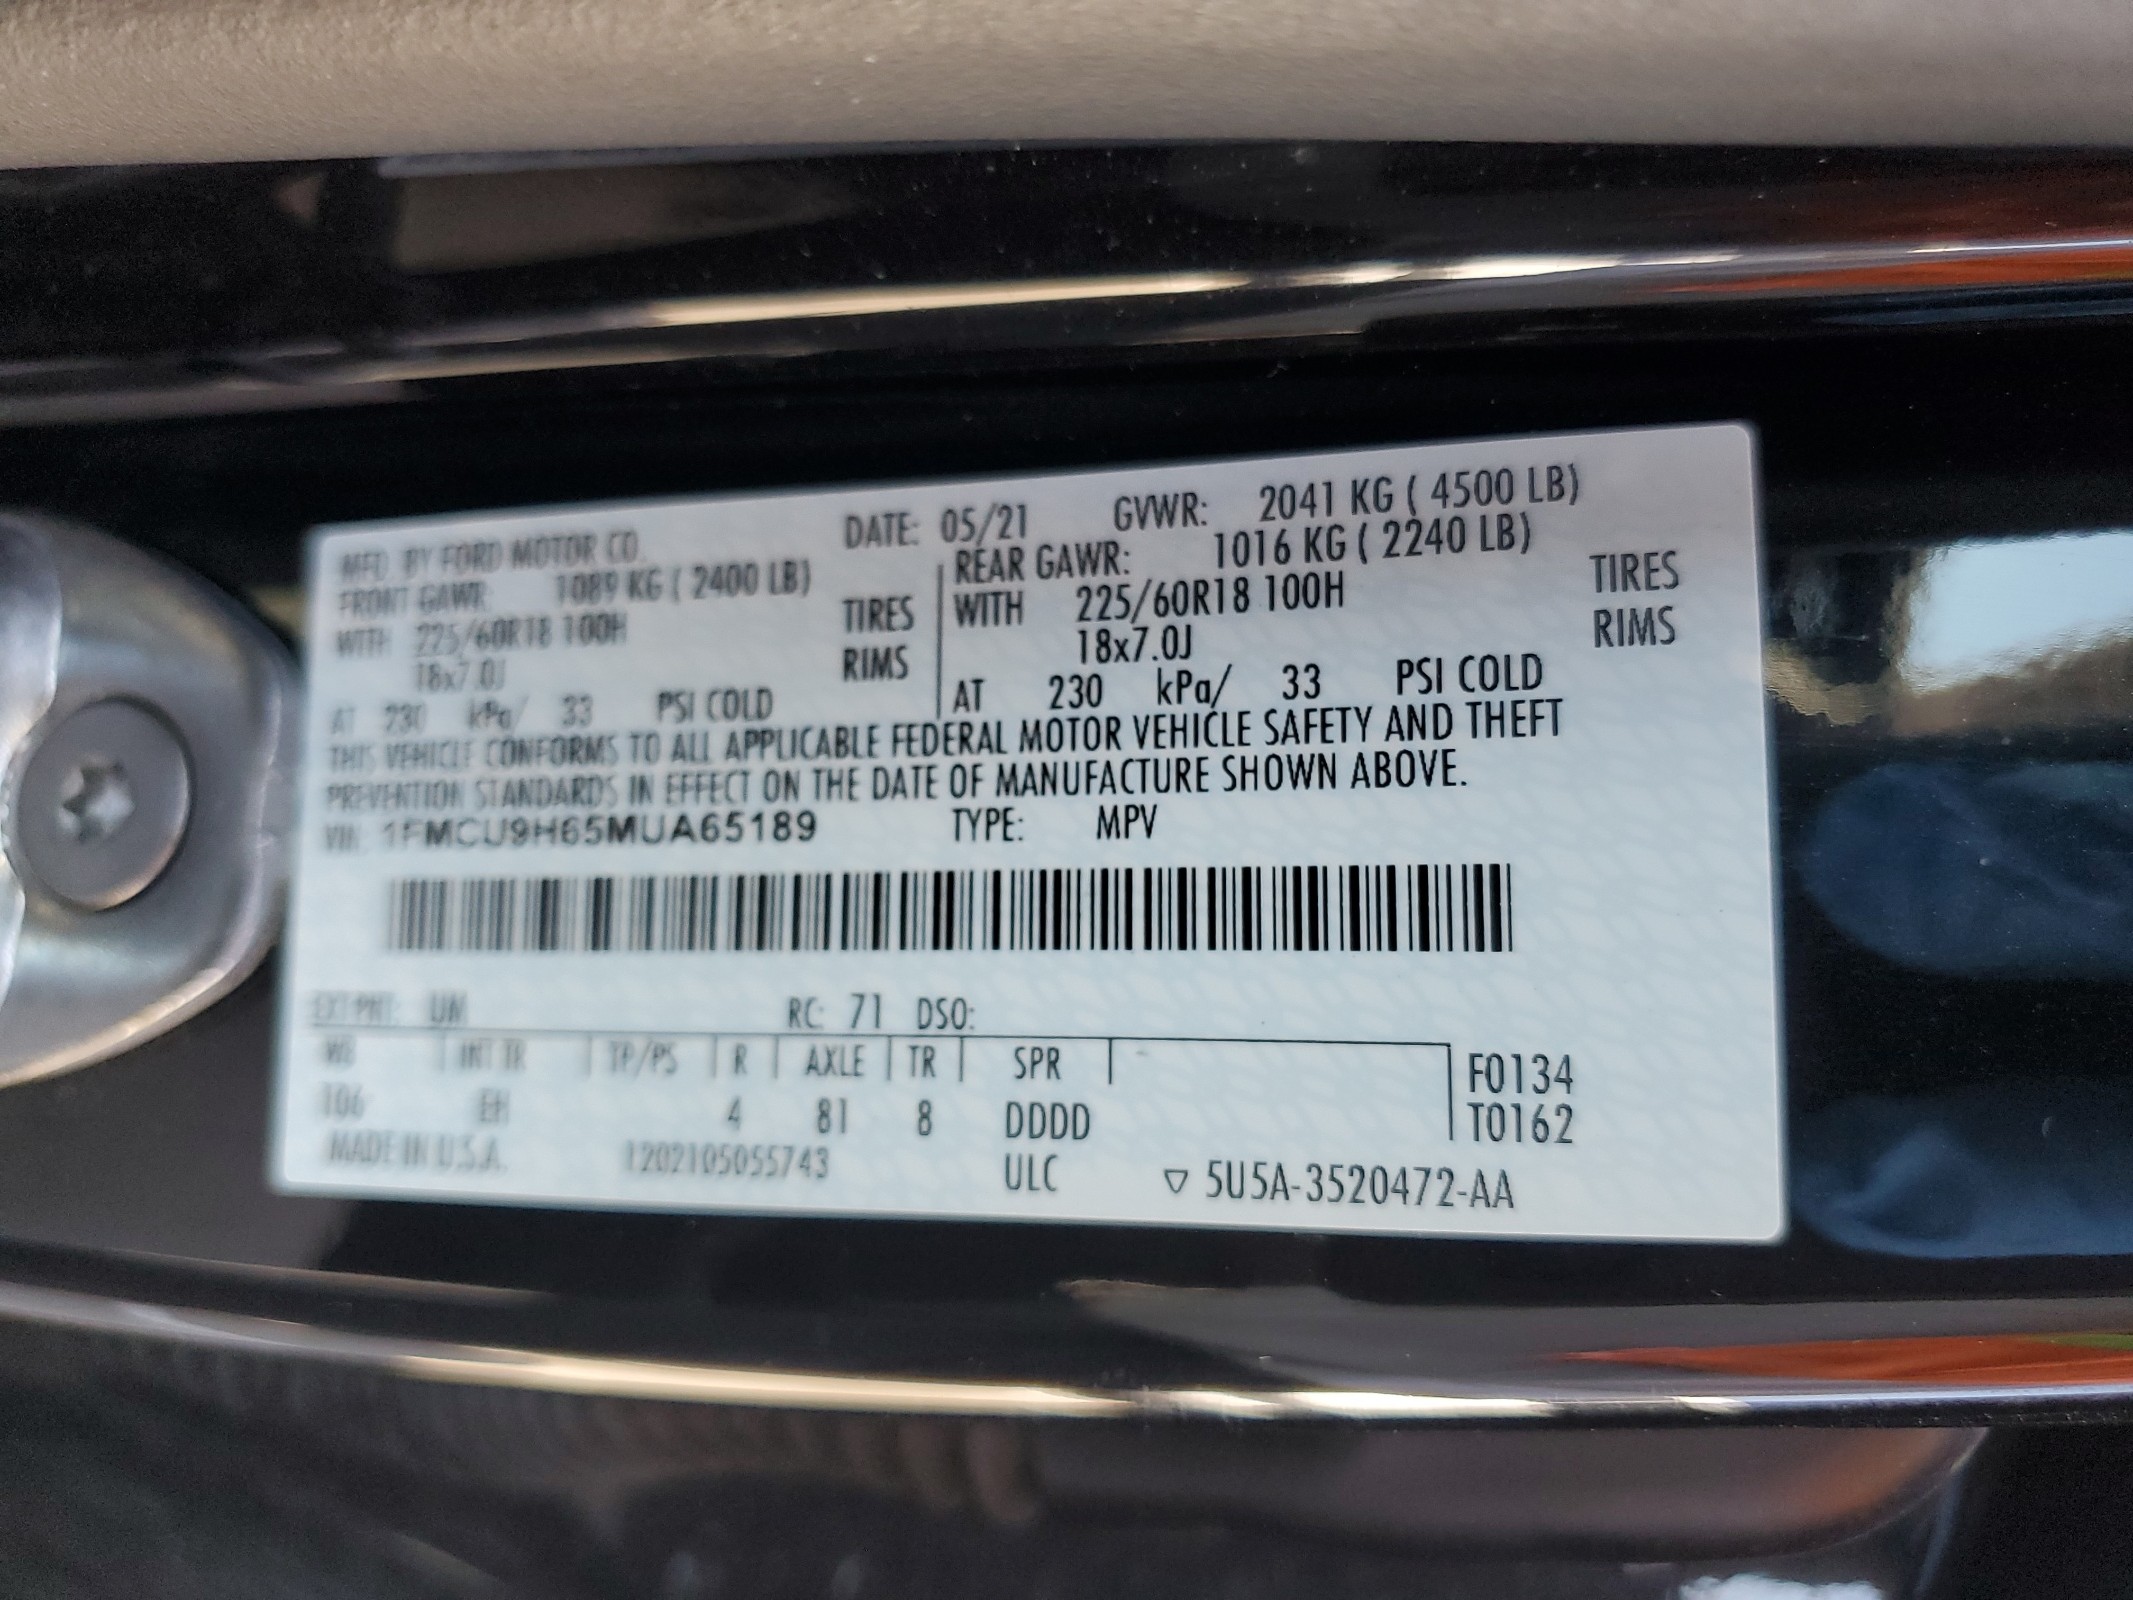 MFD. BY FORD MOTOR CO. DATE: 05/21 GVWR: 2041 KG ( 4500 LB)
FRONT GAWR: 1089 KG ( 2400 LB) REAR GAWR: 1016 KG ( 2240 LB)
WITH 225/60R18 100H TIRES WITH 225/60R18 100H TIRES
18x7.0J RIMS 18x7.0J RIMS
AT 230 kPa/ 33 PSI COLD AT 230 kPa/ 33 PSI COLD
THIS VEHICLE CONFORMS TO ALL APPLICABLE FEDERAL MOTOR VEHICLE SAFETY AND THEFT
PREVENTION STANDARDS IN EFFECT ON THE DATE OF MANUFACTURE SHOWN ABOVE.
VIN: 1FMCU9H65MUA65189 TYPE: MPV
EXT PNT: UM RC: 71 DSO:
WB INT TR TP/PS R AXLE TR SPR F0134
106 EH 4 81 8 DDDD T0162
MADE IN U.S.A. 1202105055743 ULC ▽ 5U5A-3520472-AA